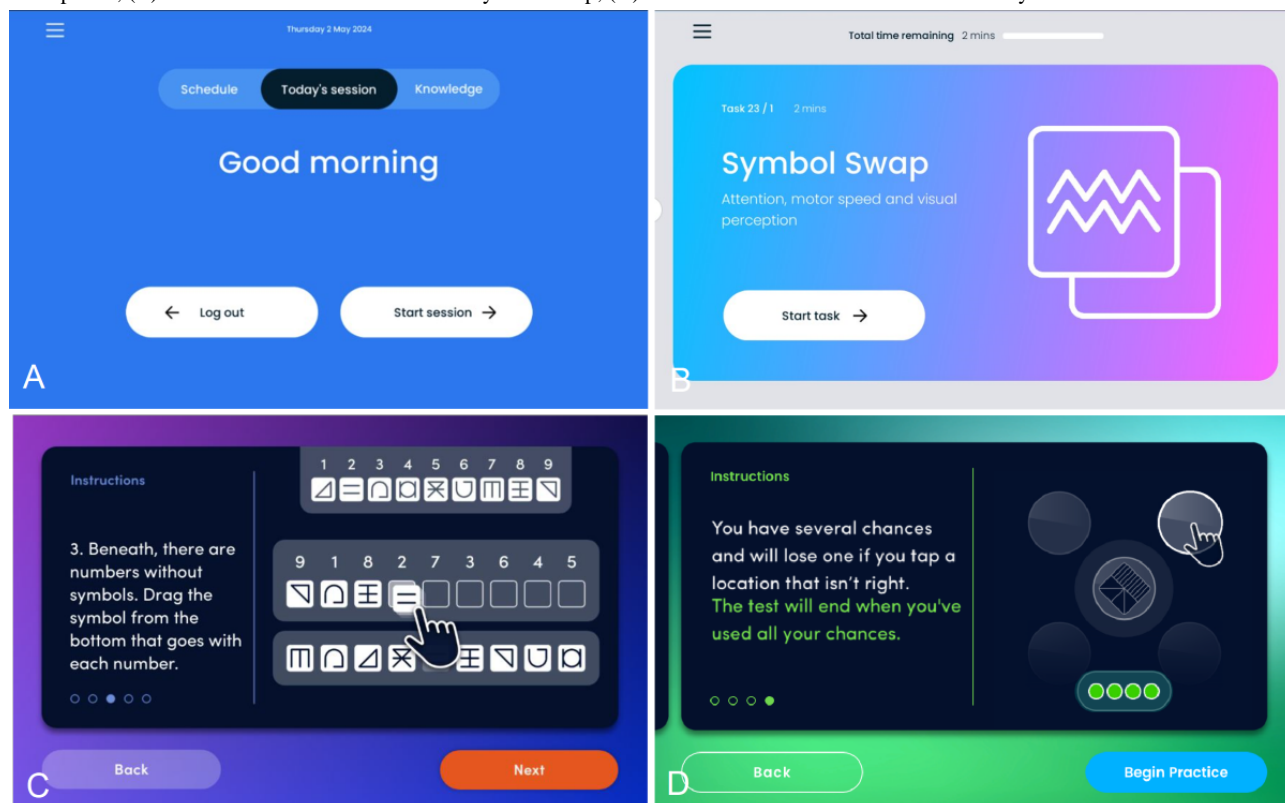 Thursday 2 May 2024
Schedule Today's session Knowledge
Good morning
← Log out Start session →
A
Total time remaining 2 mins
Task 23 / 1 2 mins
Symbol Swap
Attention, motor speed and visual
perception
Start task →
B
Instructions
3. Beneath, there are
numbers without
symbols. Drag the
symbol from the
bottom that goes with
each number.
1 2 3 4 5 6 7 8 9
9 1 8 2 7 3 6 4 5
Back Next
C
Instructions
You have several chances
and will lose one if you tap a
location that isn't right.
The test will end when you've
used all your chances.
Back Begin Practice
D